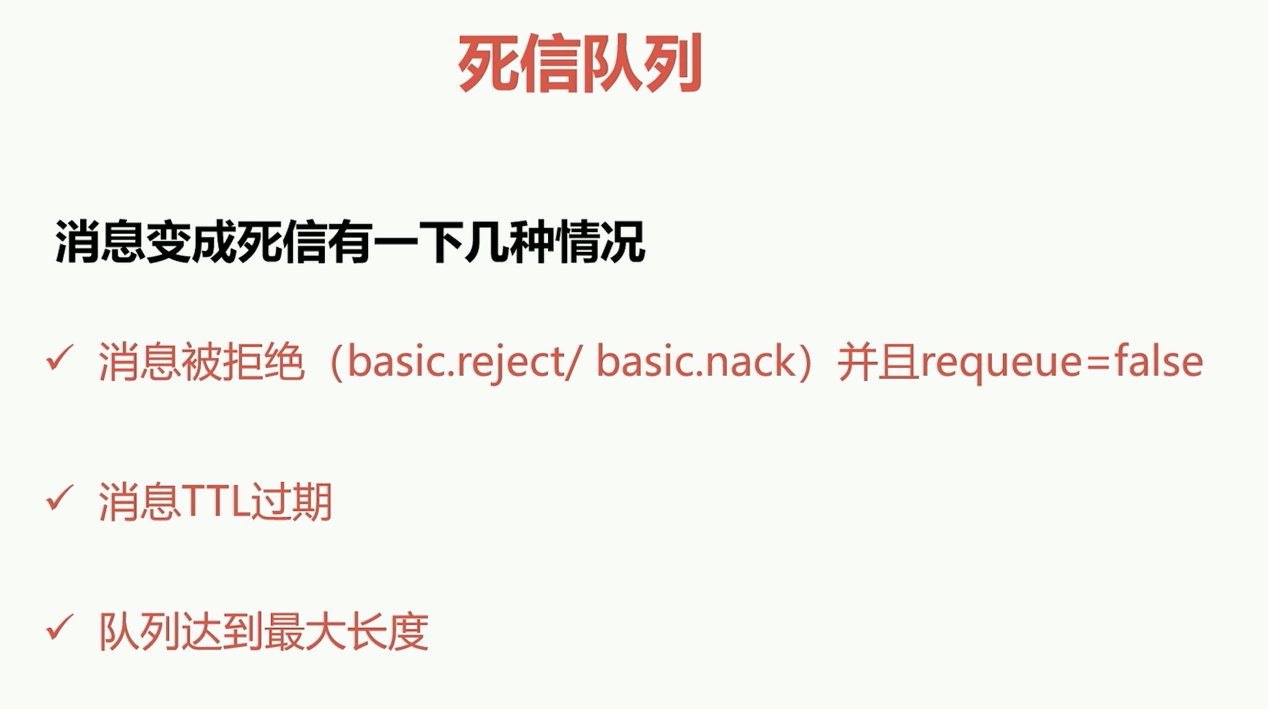 死信队列
消息变成死信有一下几种情况
✓ 消息被拒绝（basic.reject/ basic.nack）并且requeue=false
✓ 消息TTL过期
✓ 队列达到最大长度